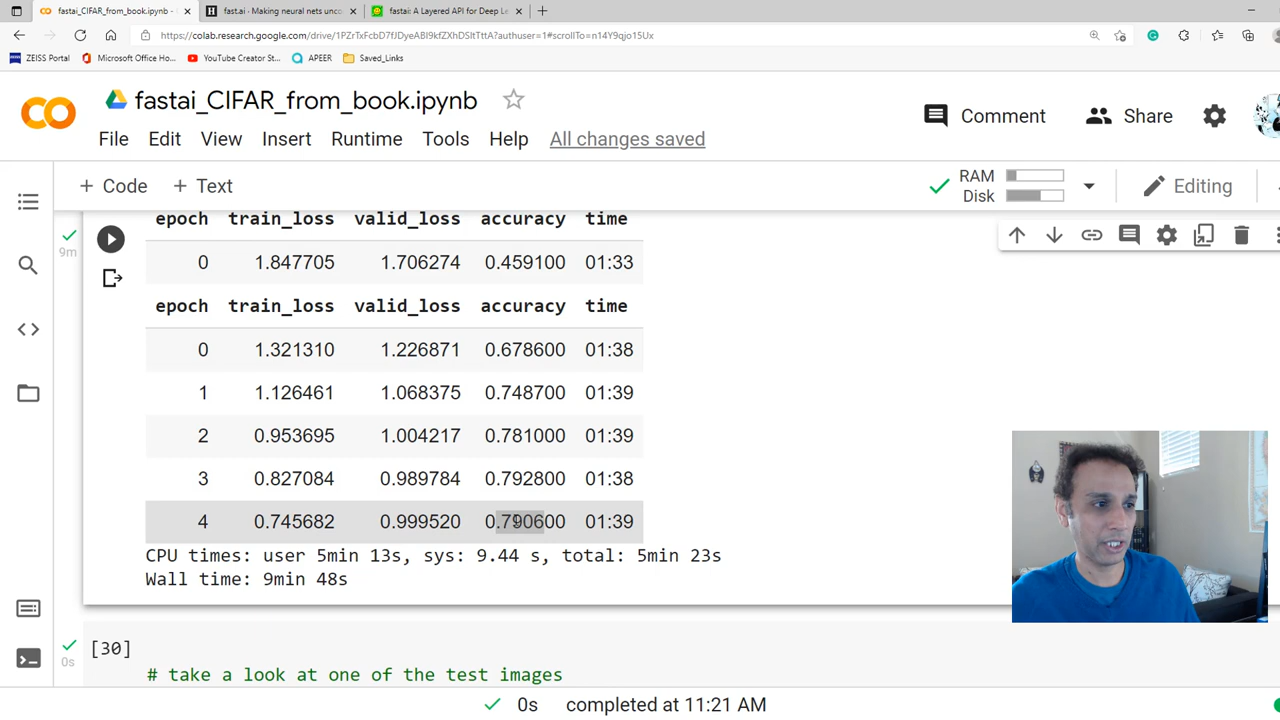 fastai_CIFAR_from_book.ipynb -
fast.ai - Making neural nets unco
fastai: A Layered API for Deep Le
https://colab.research.google.com/drive/1PZrTxFcbD7fJDyeABI9kfZXhDSItTttA?authuser=1#scrollTo=n14Y9qjo15Ux
ZEISS Portal
Microsoft Office Ho...
YouTube Creator St...
APEER
Saved_Links
fastai_CIFAR_from_book.ipynb
Comment
Share
File Edit View Insert Runtime Tools Help All changes saved
+ Code + Text
RAM
Disk
Editing
epoch train_loss valid_loss accuracy time
9m
0 1.847705 1.706274 0.459100 01:33
epoch train_loss valid_loss accuracy time
0 1.321310 1.226871 0.678600 01:38
1 1.126461 1.068375 0.748700 01:39
2 0.953695 1.004217 0.781000 01:39
3 0.827084 0.989784 0.792800 01:38
4 0.745682 0.999520 0.790600 01:39
CPU times: user 5min 13s, sys: 9.44 s, total: 5min 23s
Wall time: 9min 48s
[30]
0s
# take a look at one of the test images
0s completed at 11:21 AM